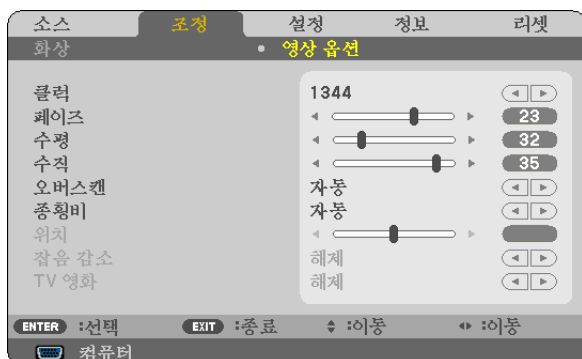 소스 조정 설정 정보 리셋
화상 • 영상 옵션
클럭 1344
페이즈 23
수평 32
수직 35
오버스캔 자동
종횡비 자동
위치
잡음 감소 해제
TV 영화 해제
ENTER :선택 EXIT :종료 :이동 :이동
컴퓨터